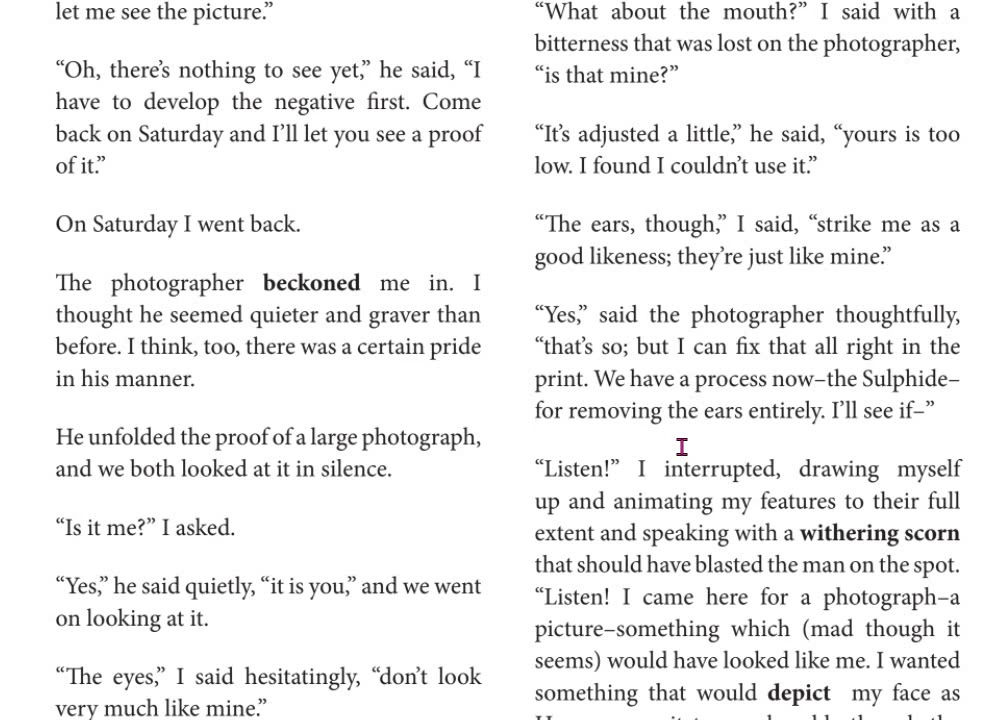 let me see the picture.”
“Oh, there’s nothing to see yet,” he said, “I
have to develop the negative first. Come
back on Saturday and I’ll let you see a proof
of it.”
On Saturday I went back.
The photographer beckoned me in. I
thought he seemed quieter and graver than
before. I think, too, there was a certain pride
in his manner.
He unfolded the proof of a large photograph,
and we both looked at it in silence.
“Is it me?” I asked.
“Yes,” he said quietly, “it is you,” and we went
on looking at it.
“The eyes,” I said hesitatingly, “don’t look
very much like mine.”
“What about the mouth?” I said with a
bitterness that was lost on the photographer,
“is that mine?”
“It’s adjusted a little,” he said, “yours is too
low. I found I couldn’t use it.”
“The ears, though,” I said, “strike me as a
good likeness; they’re just like mine.”
“Yes,” said the photographer thoughtfully,
“that’s so; but I can fix that all right in the
print. We have a process now–the Sulphide–
for removing the ears entirely. I’ll see if–”
“Listen!” I interrupted, drawing myself
up and animating my features to their full
extent and speaking with a withering scorn
that should have blasted the man on the spot.
“Listen! I came here for a photograph–a
picture–something which (mad though it
seems) would have looked like me. I wanted
something that would depict my face as